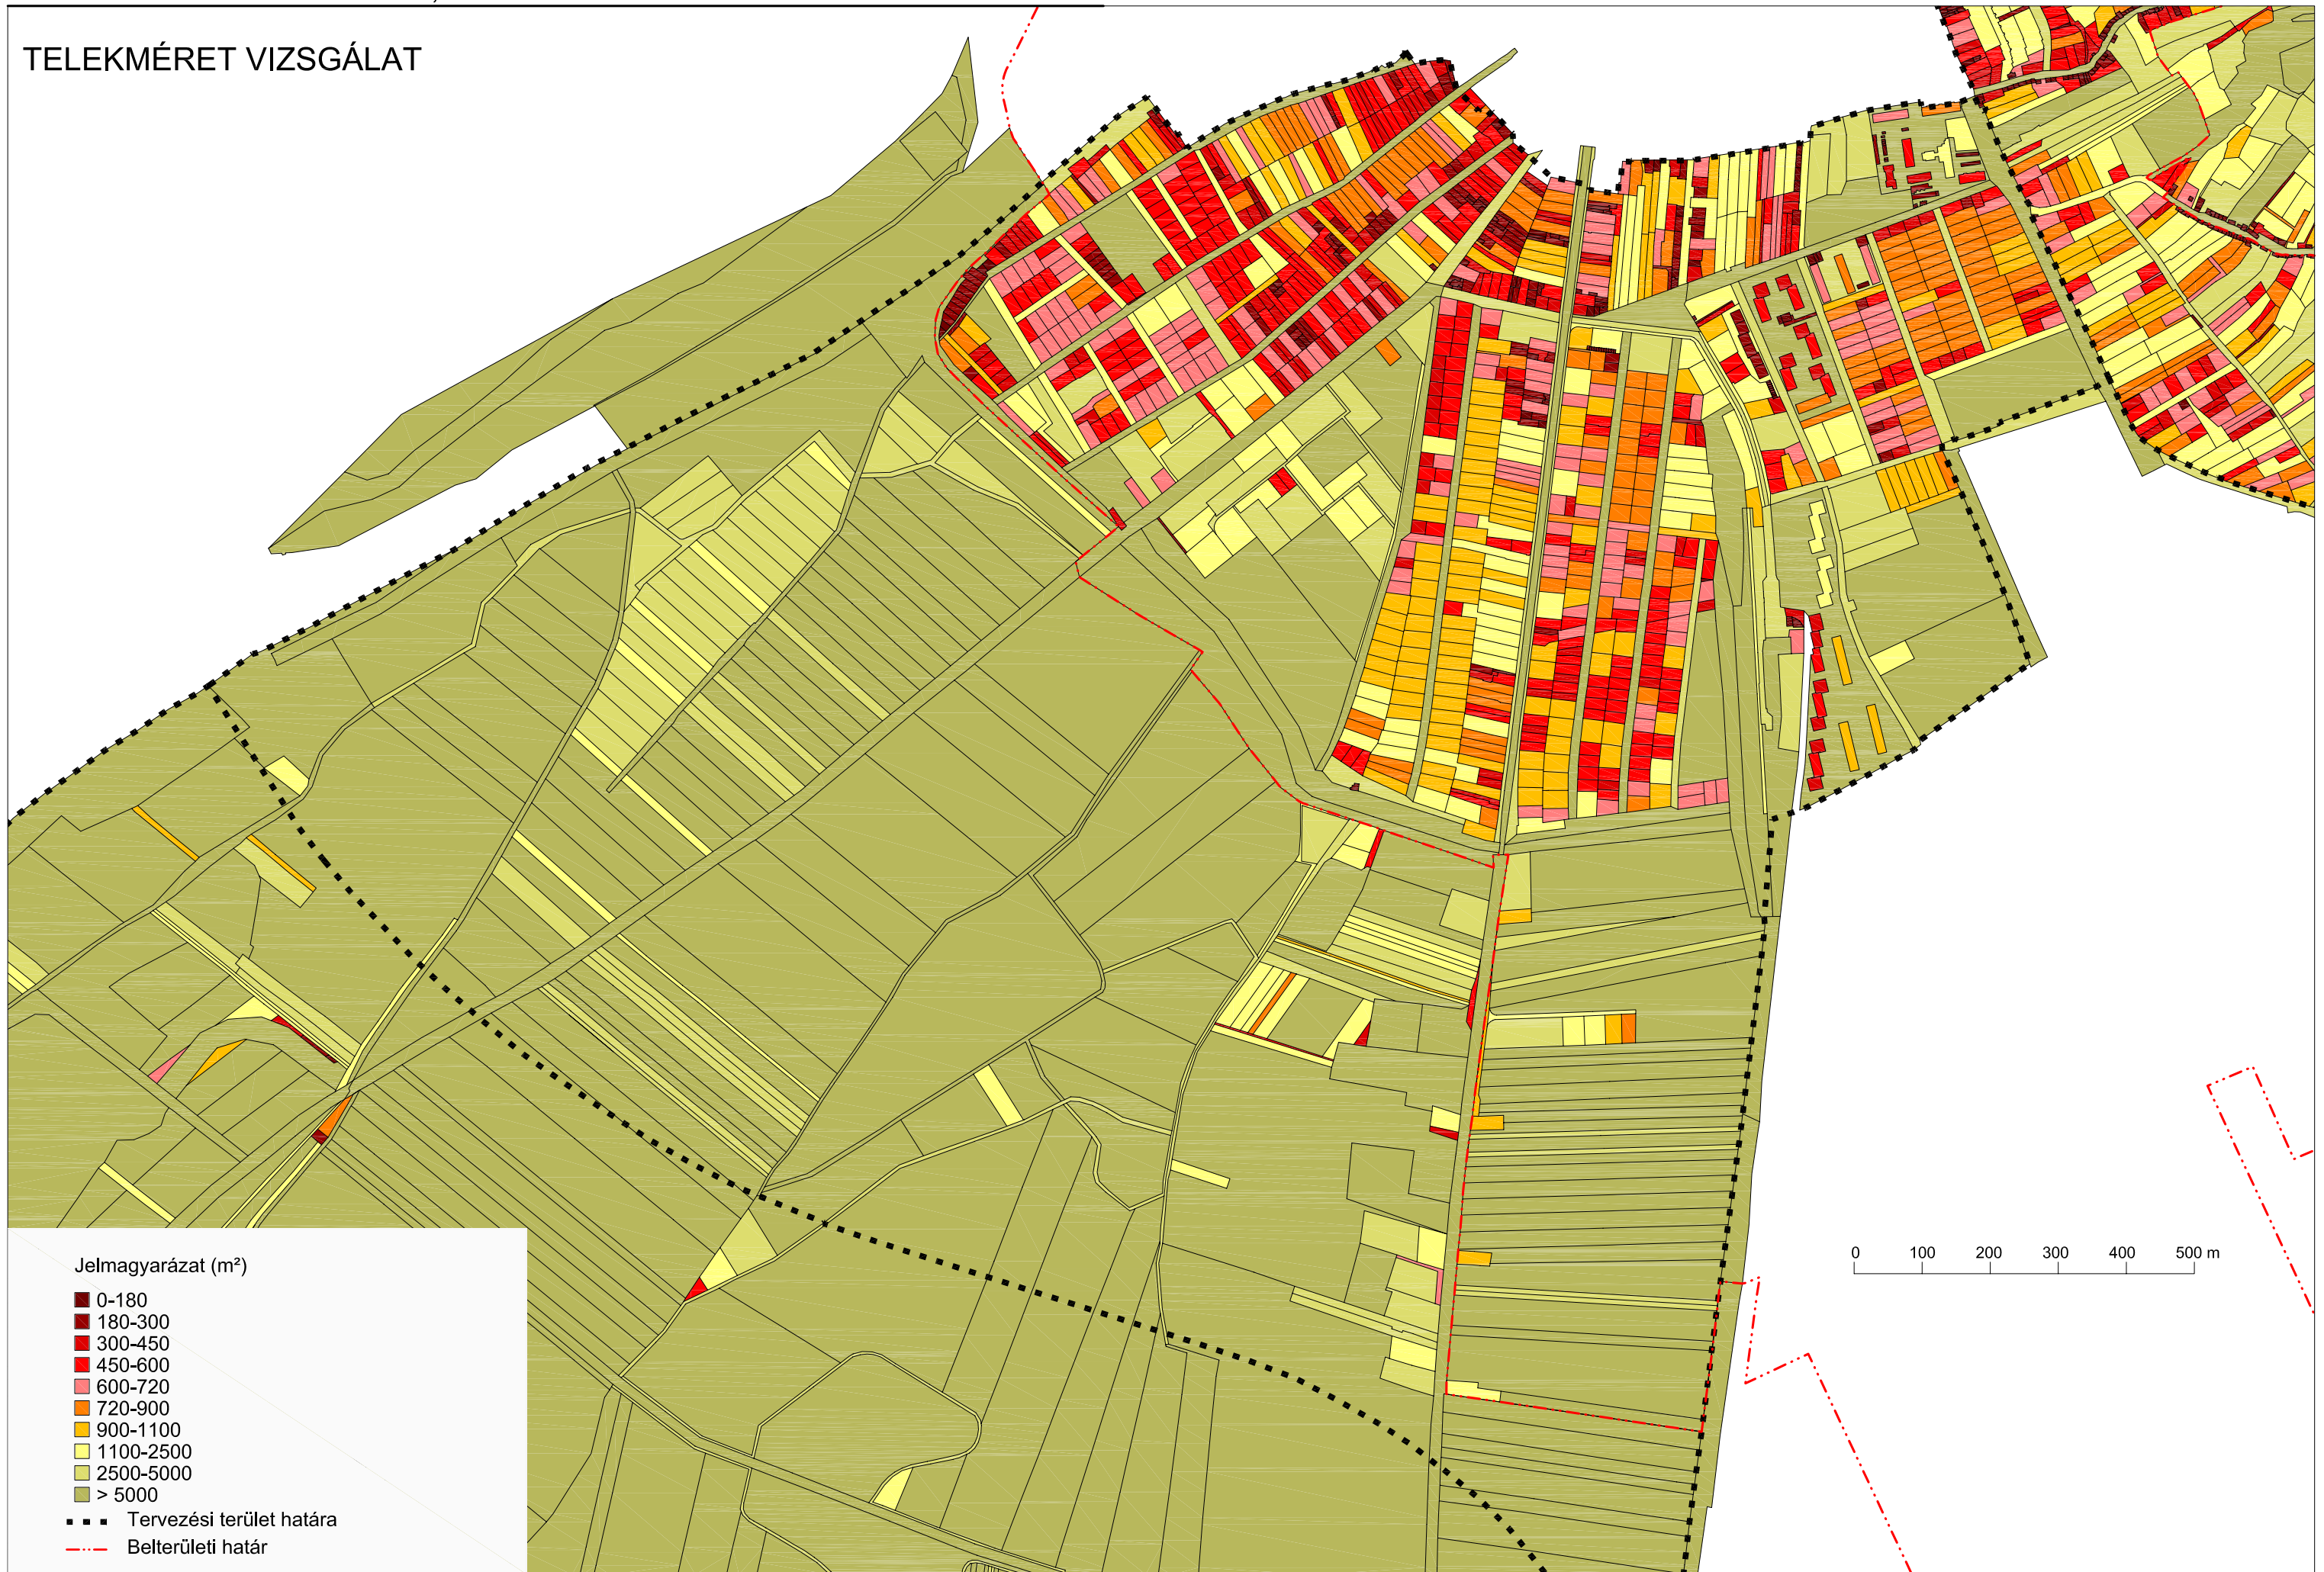 TELEKMÉRET VIZSGÁLAT
0 100 200 300 400 500 m
Jelmagyarázat (m²)
0-180
180-300
300-450
450-600
600-720
720-900
900-1100
1100-2500
2500-5000
> 5000
Tervezési terület határa
Belterületi határ